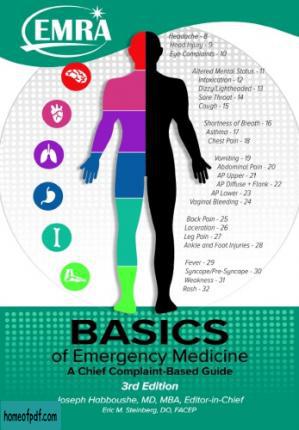 EMRA
Headache - 8
Head Injury - 9
Eye Complaints - 10
Altered Mental Status - 11
Intoxication - 12
Dizzy/Lightheaded - 13
Sore Throat - 14
Cough - 15
Shortness of Breath - 16
Asthma - 17
Chest Pain - 18
Vomiting - 19
Abdominal Pain - 20
AP Upper - 21
AP Diffuse + Flank - 22
AP Lower - 23
Vaginal Bleeding - 24
Back Pain - 25
Laceration - 26
Leg Pain - 27
Ankle and Foot Injuries - 28
Fever - 29
Syncope/Pre-Syncope - 30
Weakness - 31
Rash - 32
BASICS
of Emergency Medicine
A Chief Complaint-Based Guide
3rd Edition
Joseph Habboushe, MD, MBA, Editor-in-Chief
Eric M. Steinberg, DO, FACEP
homeofpdf.com